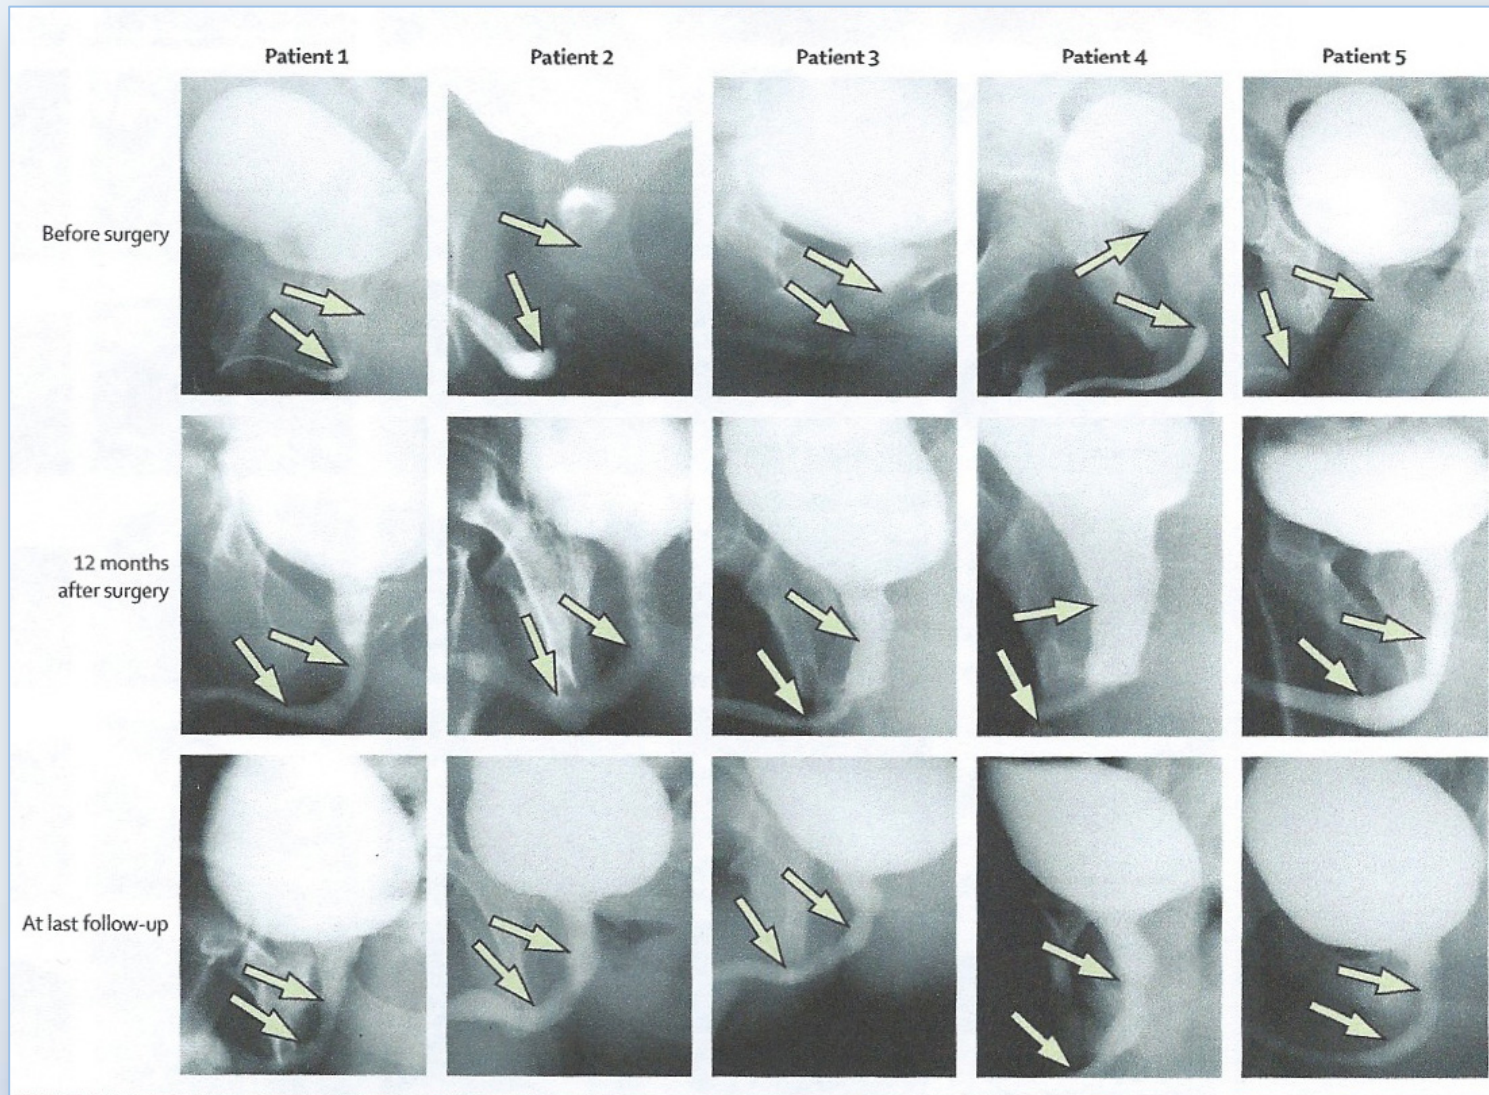 Patient 1
Patient 2
Patient 3
Patient 4
Patient 5
Before surgery
12 months
after surgery
At last follow-up